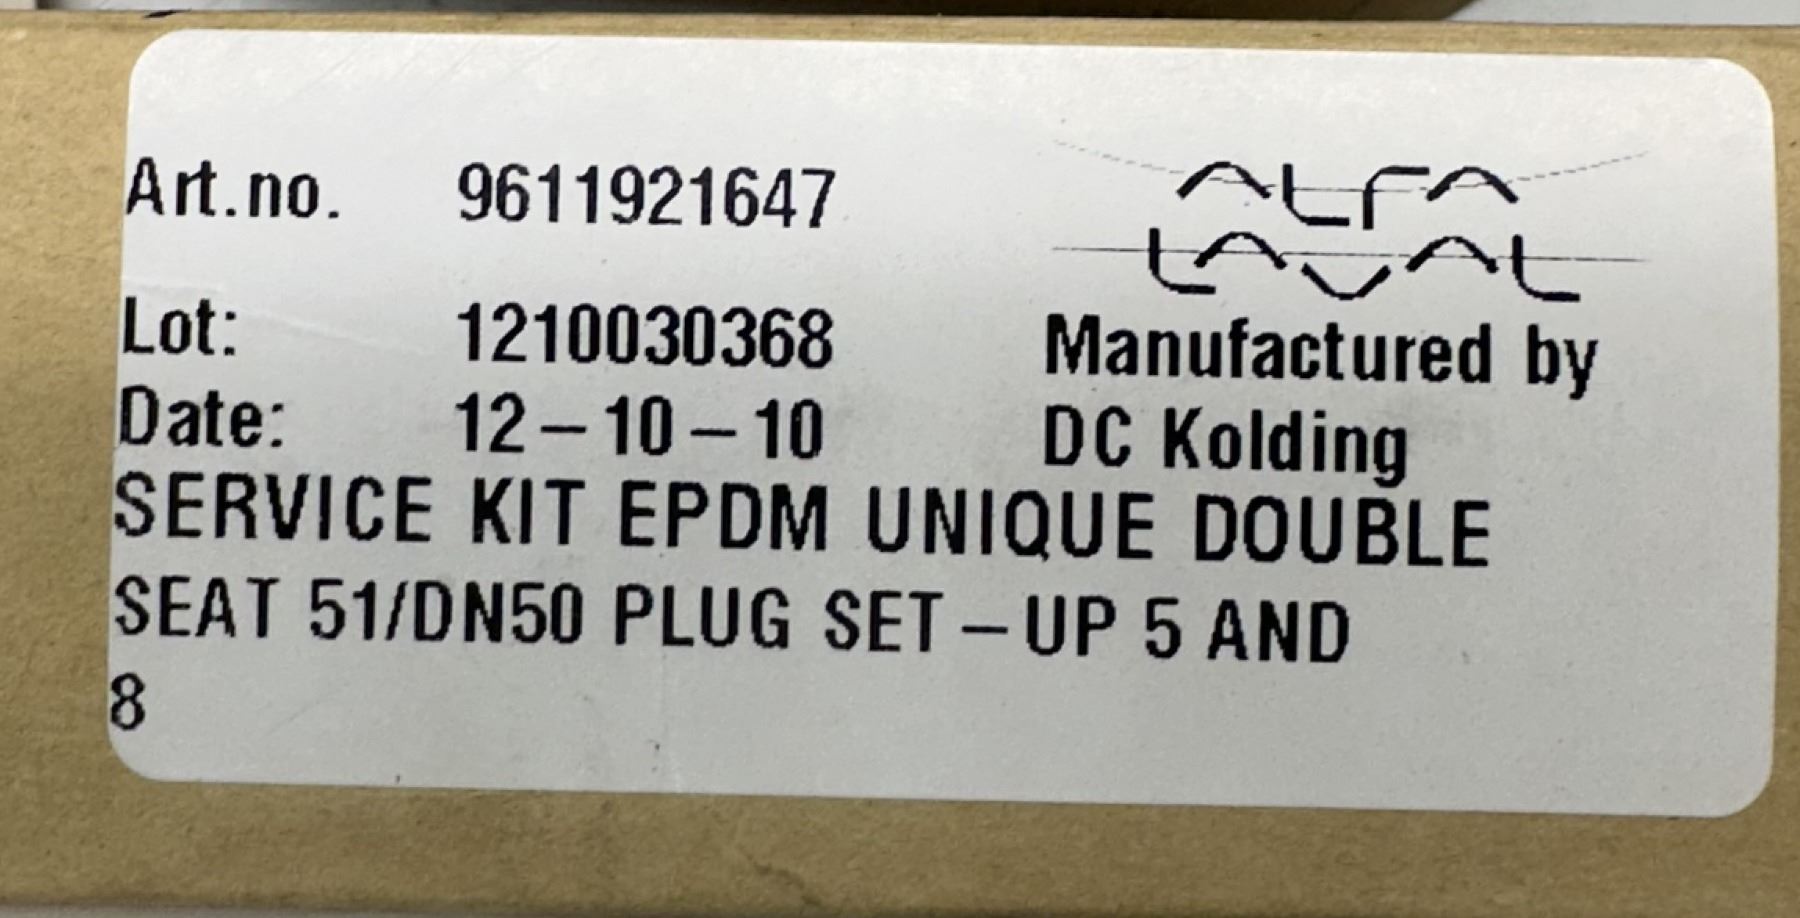 Art.no. 9611921647
ALFA
LAVAL
Lot: 1210030368
Manufactured by
Date: 12-10-10
DC Kolding
SERVICE KIT EPDM UNIQUE DOUBLE
SEAT 51/DN50 PLUG SET-UP 5 AND
8